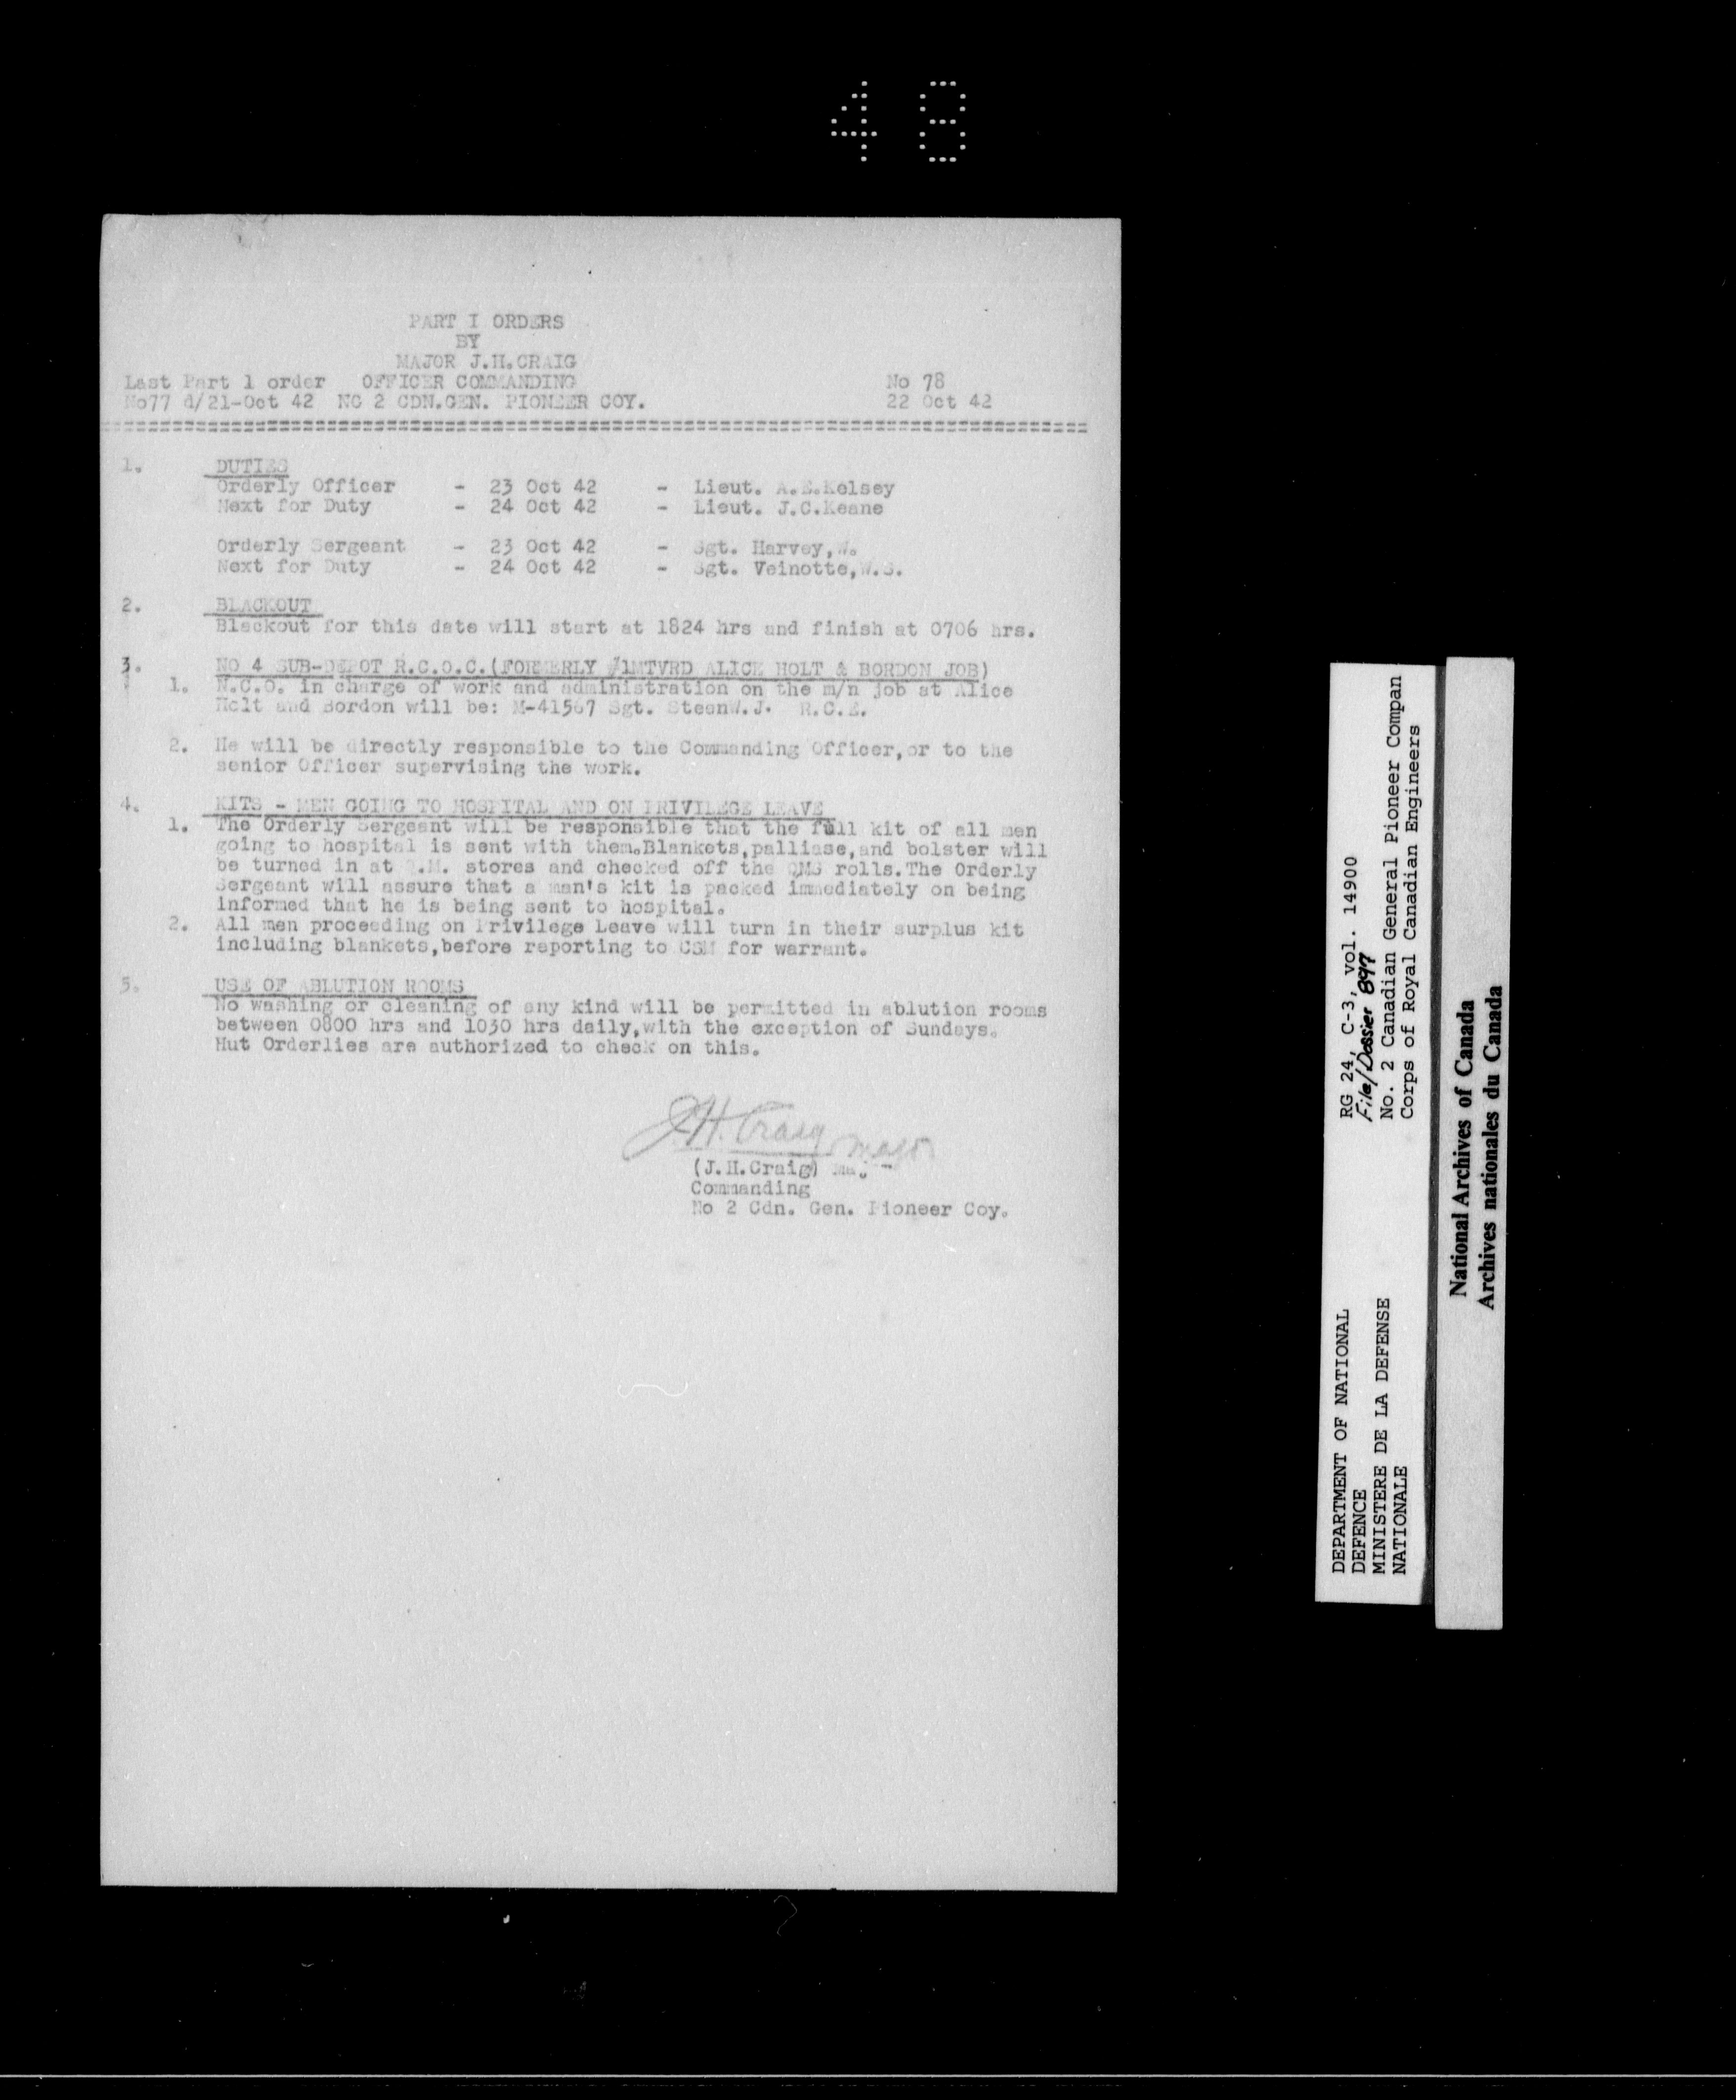 48
PART I ORDERS
BY
MAJOR J.H.CRAIG
Last Part 1 order OFFICER COMMANDING No 78
No77 d/21-Oct 42 NO 2 CDN.GEN. PIONEER COY. 22 Oct 42
1. DUTIES
Orderly Officer - 23 Oct 42 - Lieut. A.E.Kelsey
Next for Duty - 24 Oct 42 - Lieut. J.C.Keane
Orderly Sergeant - 23 Oct 42 - Sgt. Harvey,W.
Next for Duty - 24 Oct 42 - Sgt. Veinotte,W.S.
2. BLACKOUT
Blackout for this date will start at 1824 hrs and finish at 0706 hrs.
3. NO 4 SUB-DEPOT R.C.O.C.(FORMERLY #1MTVRD ALICE HOLT & BORDON JOB)
1. N.C.O. in charge of work and administration on the m/n job at Alice
Holt and Bordon will be: M-41567 Sgt. SteenW.J. R.C.E.
2. He will be directly responsible to the Commanding Officer,or to the
senior Officer supervising the work.
4. KITS - MEN GOING TO HOSPITAL AND ON PRIVILEGE LEAVE
1. The Orderly Sergeant will be responsible that the full kit of all men
going to hospital is sent with them.Blankets,palliase,and bolster will
be turned in at Q.M. stores and checked off the QMS rolls.The Orderly
Sergeant will assure that a man's kit is packed immediately on being
informed that he is being sent to hospital.
2. All men proceeding on Privilege Leave will turn in their surplus kit
including blankets,before reporting to CSM for warrant.
5. USE OF ABLUTION ROOMS
No washing or cleaning of any kind will be permitted in ablution rooms
between 0800 hrs and 1030 hrs daily,with the exception of Sundays.
Hut Orderlies are authorized to check on this.
J.H. Craig Major
(J.H.Craig)
Commanding
No 2 Cdn. Gen. Pioneer Coy.
RG 24, C-3, vol. 14900
File/Dossier 897
No. 2 Canadian General Pioneer Compan
Corps of Royal Canadian Engineers
DEPARTMENT OF NATIONAL
DEFENCE
MINISTERE DE LA DEFENSE
NATIONALE
National Archives of Canada
Archives nationales du Canada